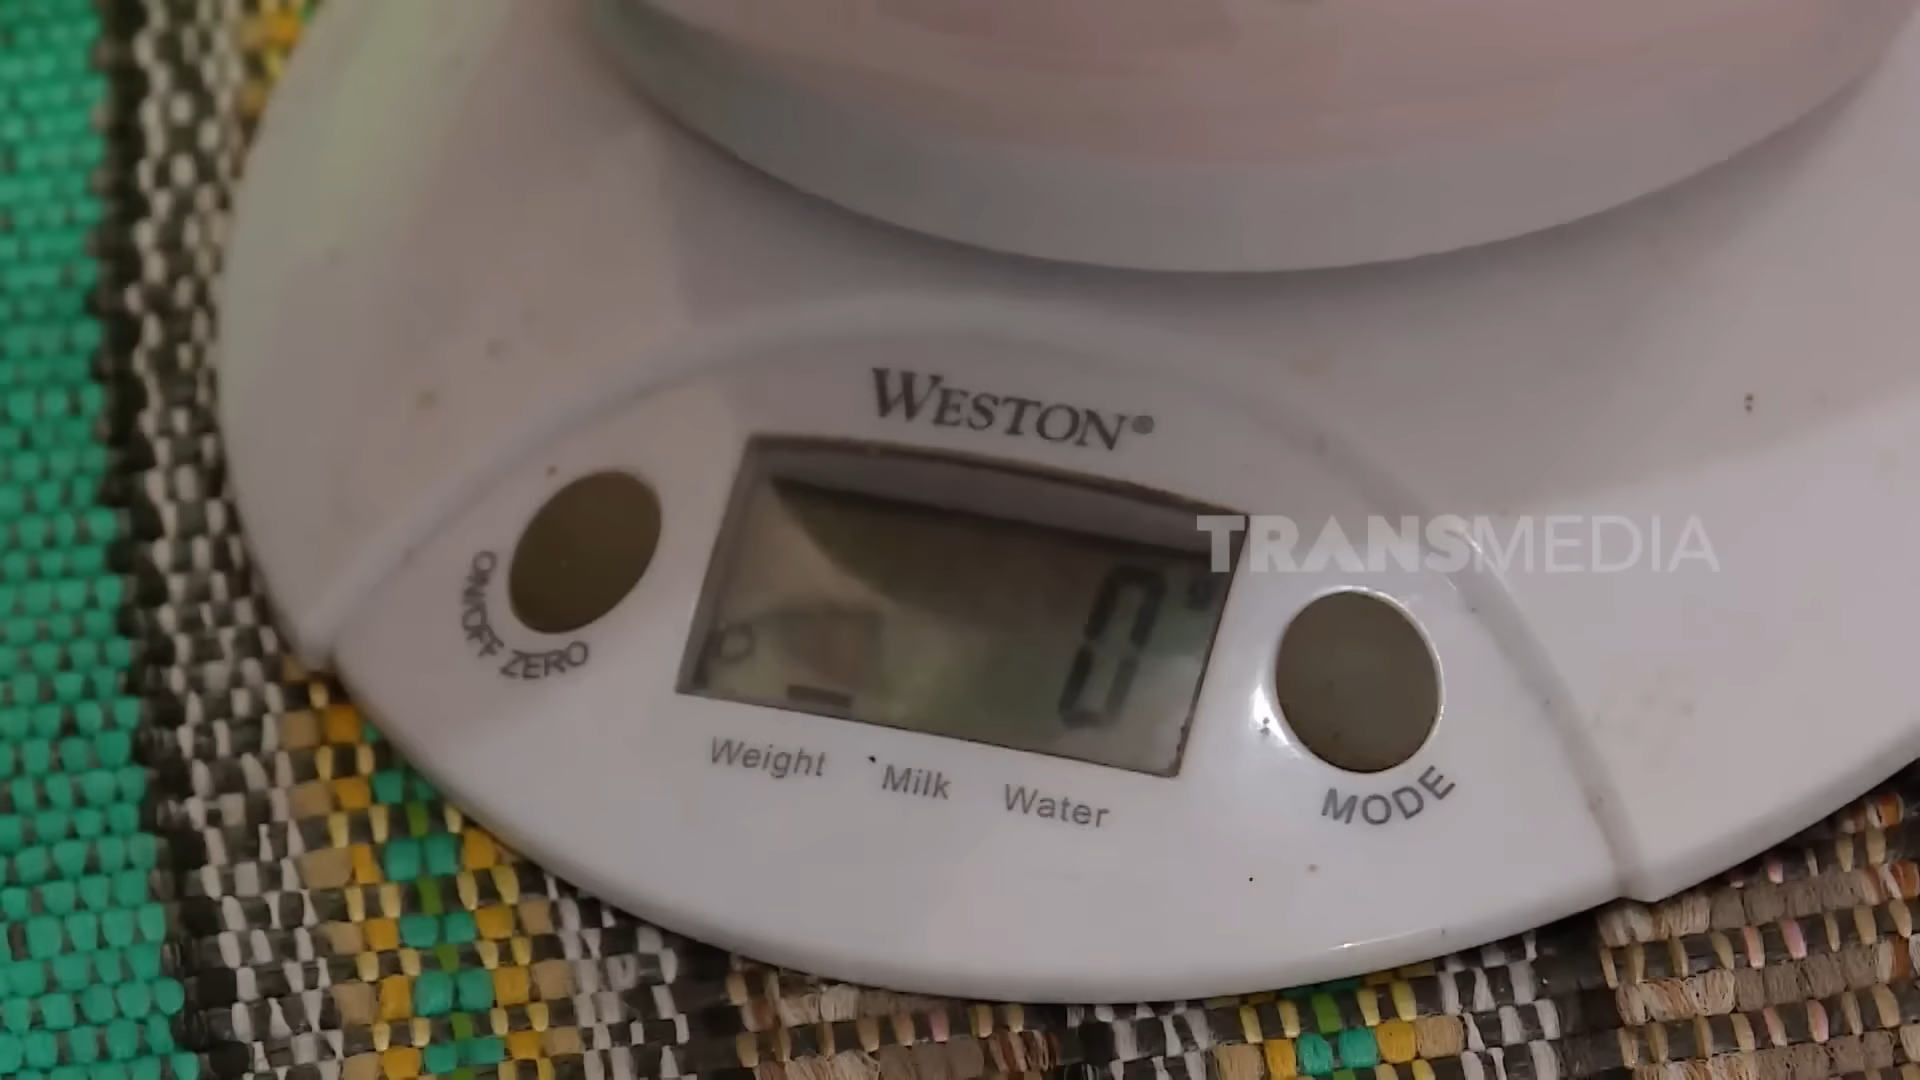 WESTON®
TRANSMEDIA
ON/OFF ZERO
0
Weight Milk Water
MODE